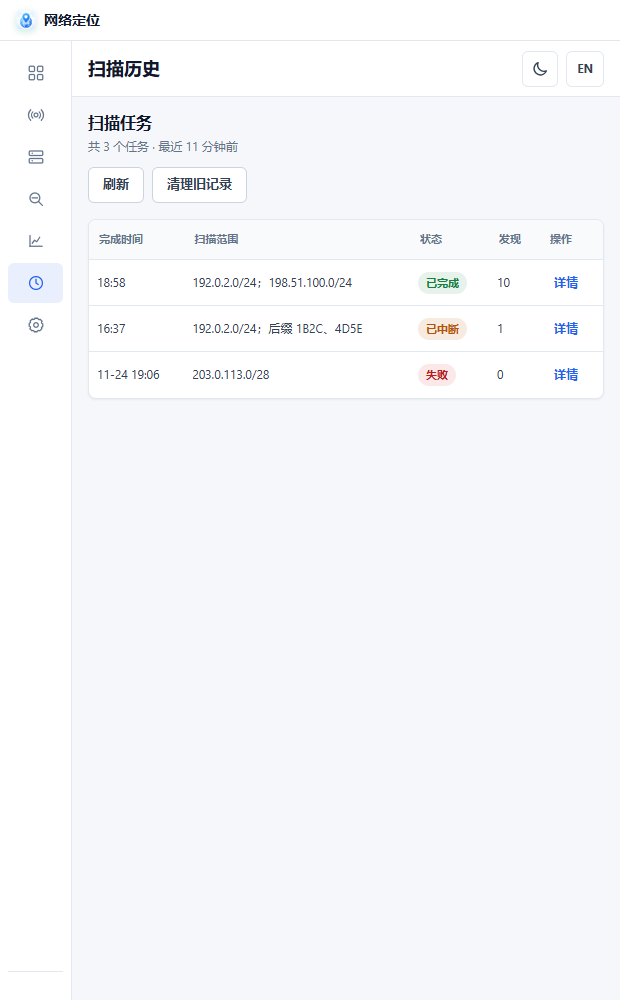 网络定位
扫描历史
EN
扫描任务
共 3 个任务 · 最近 11 分钟前
刷新 清理旧记录
完成时间 扫描范围 状态 发现 操作
18:58 192.0.2.0/24；198.51.100.0/24 已完成 10 详情
16:37 192.0.2.0/24；后缀 1B2C、4D5E 已中断 1 详情
11-24 19:06 203.0.113.0/28 失败 0 详情